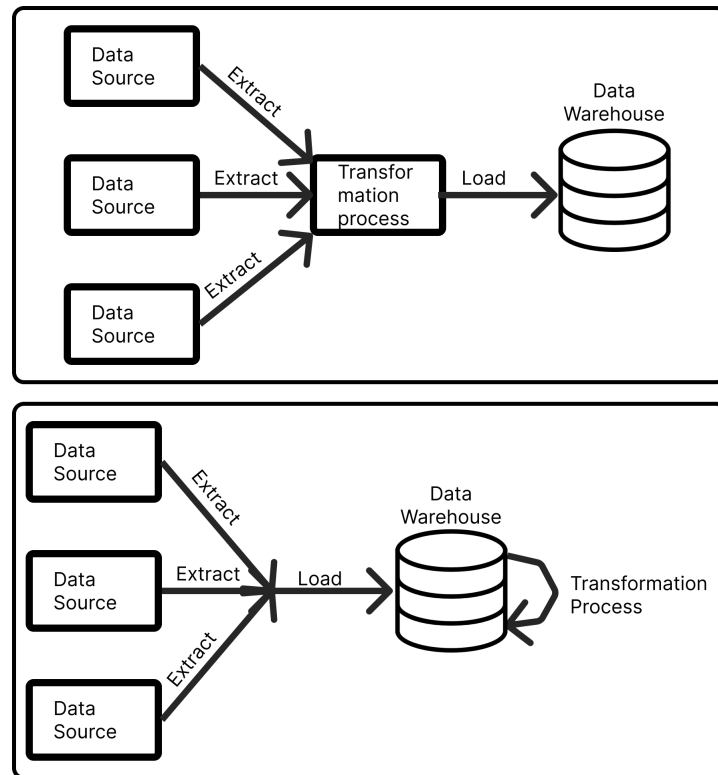 Data
Source
Extract
Data
Warehouse
Data
Source
Extract
Transfor
mation
process
Load
Extract
Data
Source
Data
Source
Extract
Data
Warehouse
Data
Source
Extract
Load
Transformation
Process
Extract
Data
Source